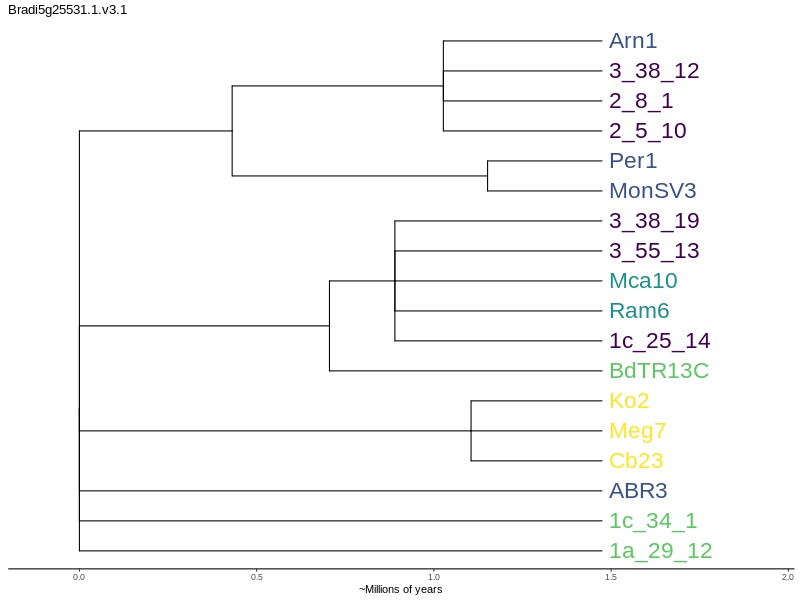 Bradi5g25531.1.v3.1
Arn1
3_38_12
2_8_1
2_5_10
Per1
MonSV3
3_38_19
3_55_13
Mca10
Ram6
1c_25_14
BdTR13C
Ko2
Meg7
Cb23
ABR3
1c_34_1
1a_29_12
0.0 0.5 1.0 1.5 2.0
~Millions of years